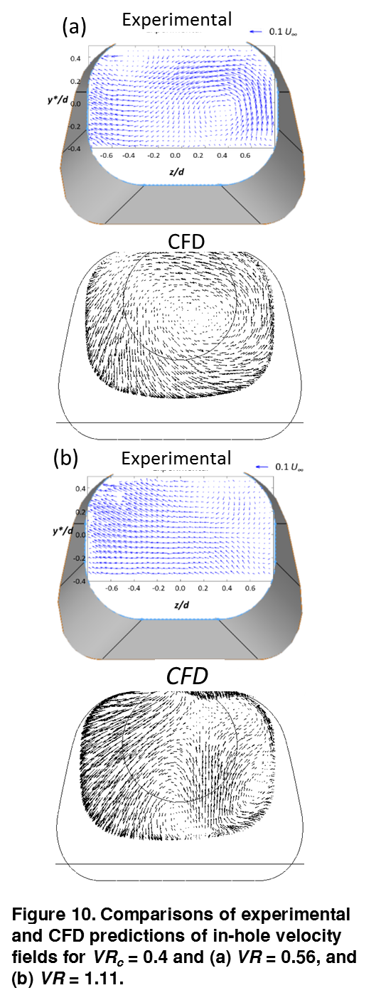 (a) Experimental
0.1 U∞
0.4
0.2
y*/d 0.0
-0.2
-0.4
-0.6 -0.4 -0.2 0.0 0.2 0.4 0.6
z/d
CFD
(b) Experimental
0.1 U∞
0.4
0.2
y*/d 0.0
-0.2
-0.4
-0.6 -0.4 -0.2 0.0 0.2 0.4 0.6
z/d
CFD
Figure 10. Comparisons of experimental
and CFD predictions of in-hole velocity
fields for VRc = 0.4 and (a) VR = 0.56, and
(b) VR = 1.11.